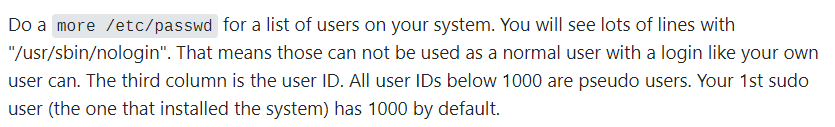 Do a more /etc/passwd for a list of users on your system. You will see lots of lines with
"/usr/sbin/nologin". That means those can not be used as a normal user with a login like your own
user can. The third column is the user ID. All user IDs below 1000 are pseudo users. Your 1st sudo
user (the one that installed the system) has 1000 by default.